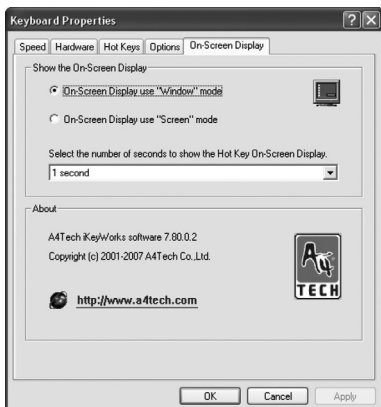 Keyboard Properties
Speed Hardware Hot Keys Options On-Screen Display
Show the On-Screen Display
On-Screen Display use "Window" mode
On-Screen Display use "Screen" mode
Select the number of seconds to show the Hot Key On-Screen Display.
1 second
About
A4Tech iKeyWorks software 7.80.0.2
Copyright (c) 2001-2007 A4Tech Co.,Ltd.
http://www.a4tech.com
A4
TECH
OK Cancel Apply